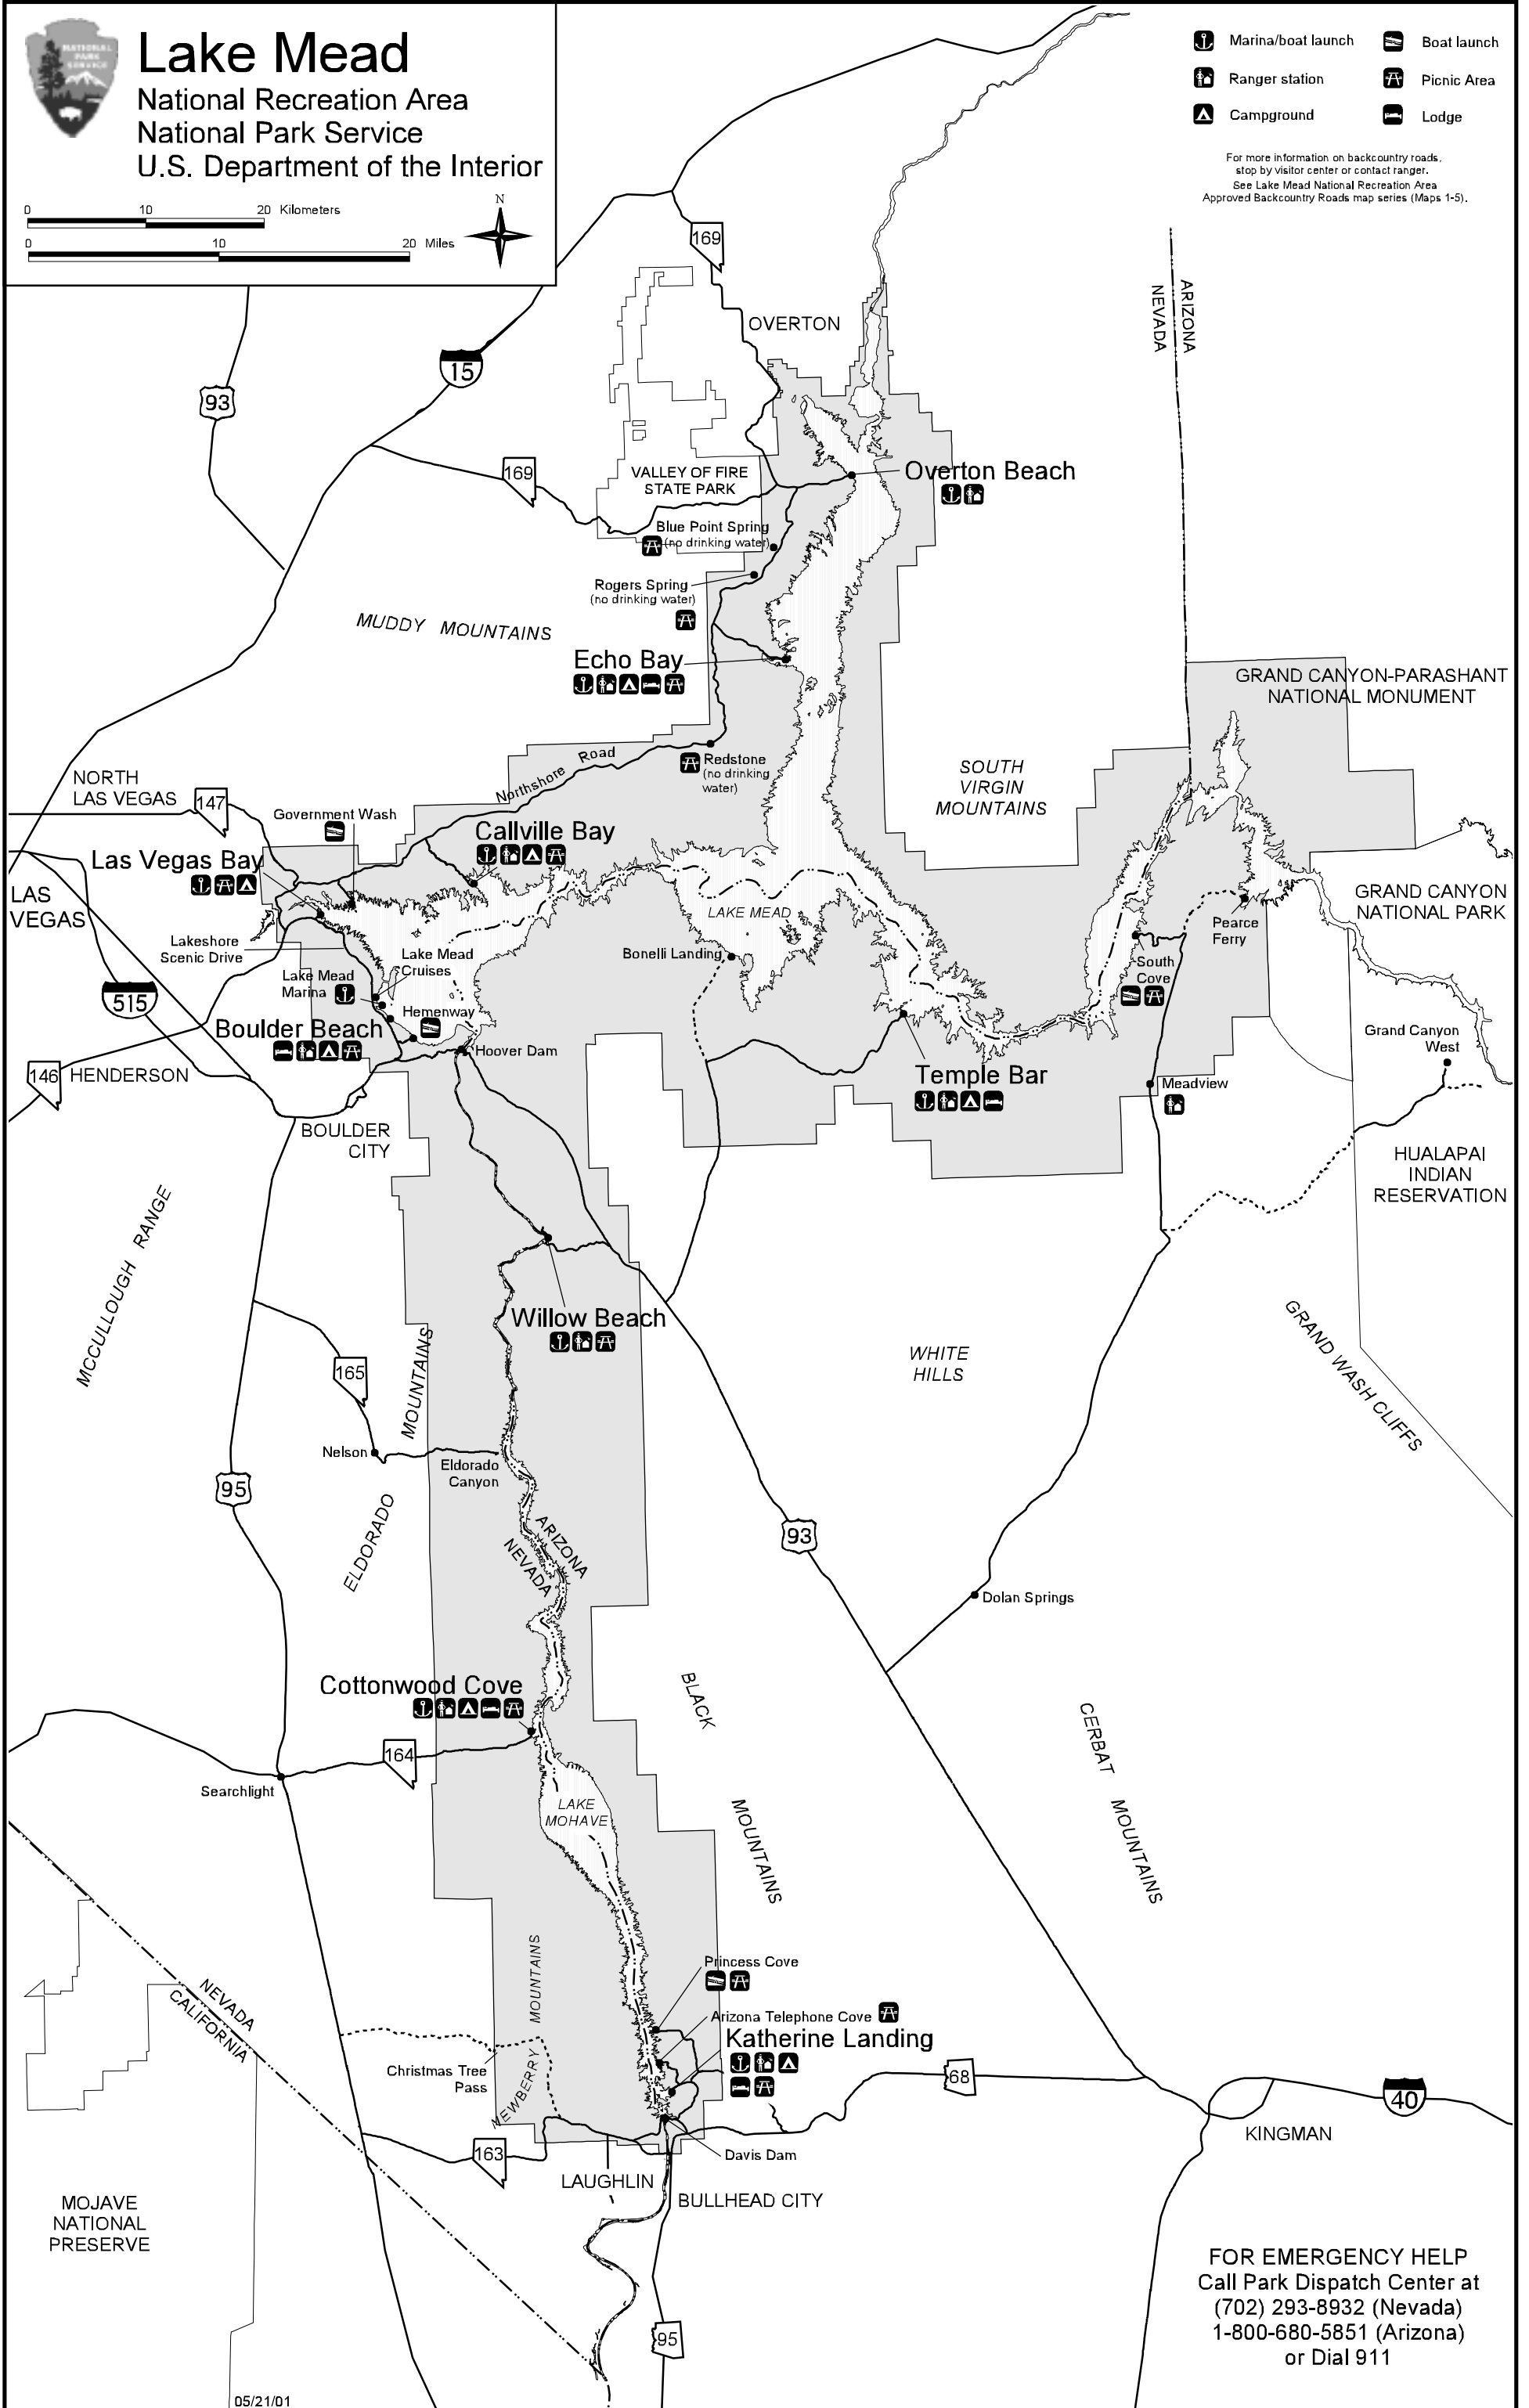 NATIONAL
PARK
SERVICE
Lake Mead
National Recreation Area
National Park Service
U.S. Department of the Interior
0 10 20 Kilometers
0 10 20 Miles
N
Marina/boat launch
Boat launch
Ranger station
Picnic Area
Campground
Lodge
For more information on backcountry roads,
stop by visitor center or contact ranger.
See Lake Mead National Recreation Area
Approved Backcountry Roads map series (Maps 1-5).
169
OVERTON
NEVADA
ARIZONA
15
93
169
VALLEY OF FIRE
STATE PARK
Overton Beach
Blue Point Spring
(no drinking water)
Rogers Spring
(no drinking water)
MUDDY MOUNTAINS
Echo Bay
GRAND CANYON-PARASHANT
NATIONAL MONUMENT
Redstone
(no drinking
water)
Northshore Road
SOUTH
VIRGIN
MOUNTAINS
NORTH
LAS VEGAS
147
Government Wash
Callville Bay
Las Vegas Bay
LAS
VEGAS
GRAND CANYON
NATIONAL PARK
LAKE MEAD
Pearce
Ferry
Lakeshore
Scenic Drive
Lake Mead
Cruises
Bonelli Landing
South
Cove
Lake Mead
Marina
515
Hemenway
Boulder Beach
Hoover Dam
Grand Canyon
West
146
HENDERSON
Temple Bar
Meadview
BOULDER
CITY
HUALAPAI
INDIAN
RESERVATION
MCCULLOUGH RANGE
Willow Beach
WHITE
HILLS
GRAND WASH CLIFFS
165
ELDORADO MOUNTAINS
Nelson
Eldorado
Canyon
95
ARIZONA
NEVADA
93
Dolan Springs
Cottonwood Cove
BLACK MOUNTAINS
CERBAT MOUNTAINS
164
Searchlight
LAKE
MOHAVE
NEVADA
CALIFORNIA
NEWBERRY MOUNTAINS
Princess Cove
Arizona Telephone Cove
Katherine Landing
Christmas Tree
Pass
68
40
KINGMAN
163
Davis Dam
LAUGHLIN
BULLHEAD CITY
MOJAVE
NATIONAL
PRESERVE
95
FOR EMERGENCY HELP
Call Park Dispatch Center at
(702) 293-8932 (Nevada)
1-800-680-5851 (Arizona)
or Dial 911
05/21/01